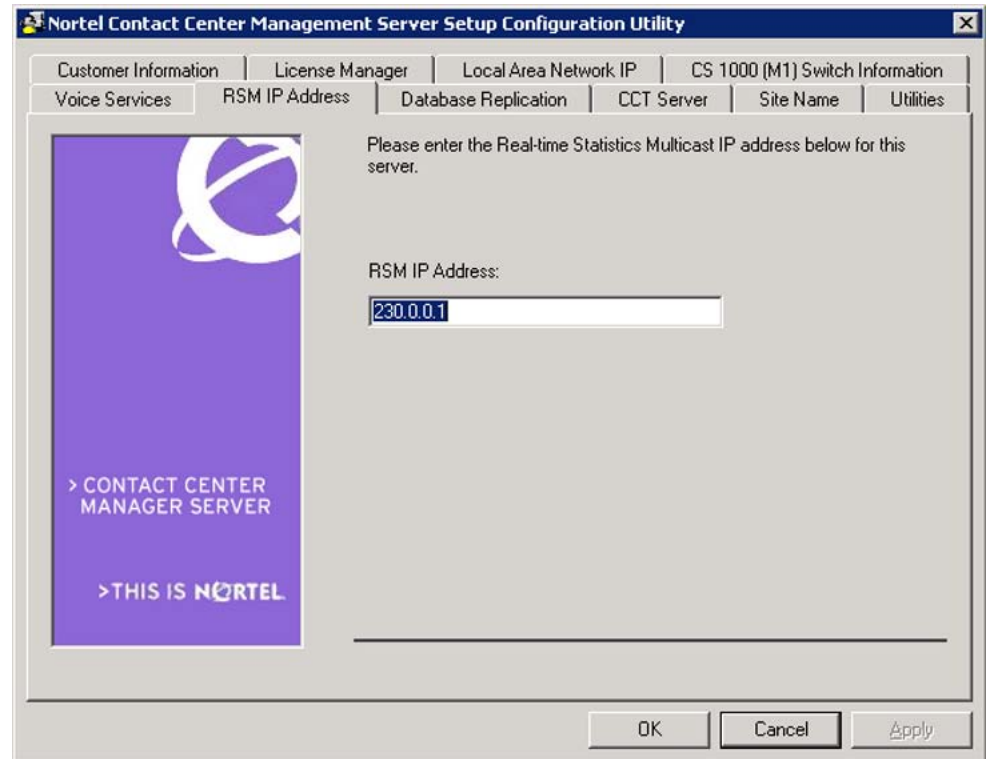 Nortel Contact Center Management Server Setup Configuration Utility
Customer Information License Manager Local Area Network IP CS 1000 (M1) Switch Information
Voice Services RSM IP Address Database Replication CCT Server Site Name Utilities
Please enter the Real-time Statistics Multicast IP address below for this
server.
RSM IP Address:
230.0.0.1
> CONTACT CENTER
MANAGER SERVER
>THIS IS NORTEL
OK Cancel Apply